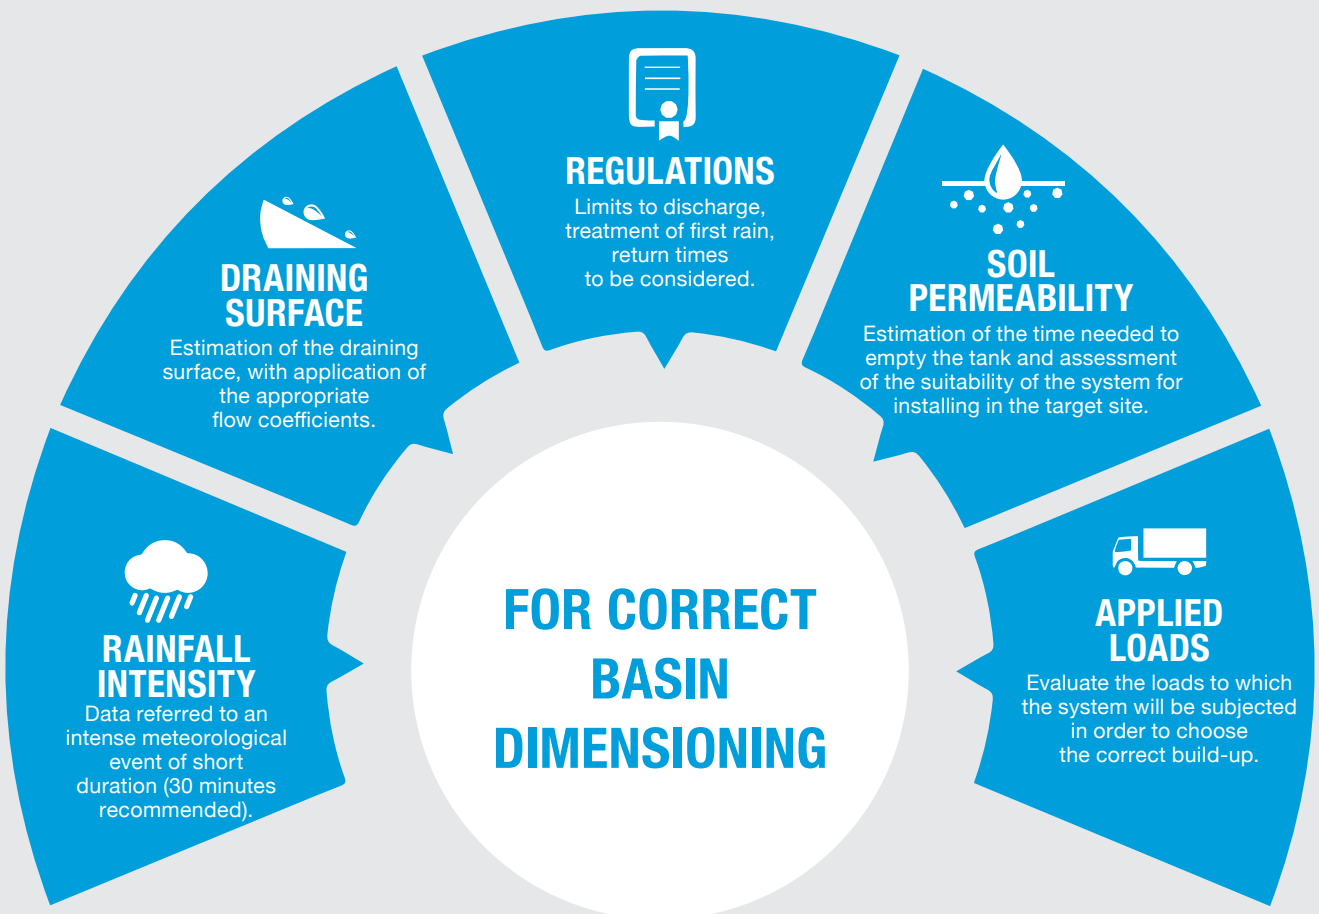 REGULATIONS
Limits to discharge,
treatment of first rain,
return times
to be considered.
DRAINING
SURFACE
Estimation of the draining
surface, with application of
the appropriate
flow coefficients.
SOIL
PERMEABILITY
Estimation of the time needed to
empty the tank and assessment
of the suitability of the system for
installing in the target site.
RAINFALL
INTENSITY
Data referred to an
intense meteorological
event of short
duration (30 minutes
recommended).
APPLIED
LOADS
Evaluate the loads to which
the system will be subjected
in order to choose
the correct build-up.
FOR CORRECT
BASIN
DIMENSIONING